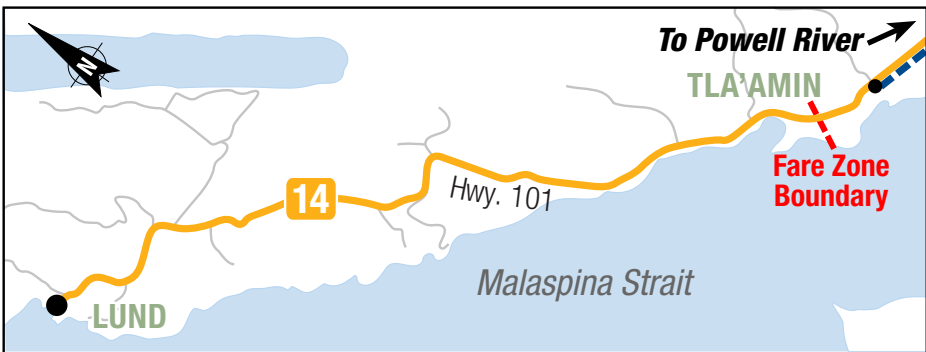 N
To Powell River
TLA'AMIN
Fare Zone
Boundary
14
Hwy. 101
Malaspina Strait
LUND